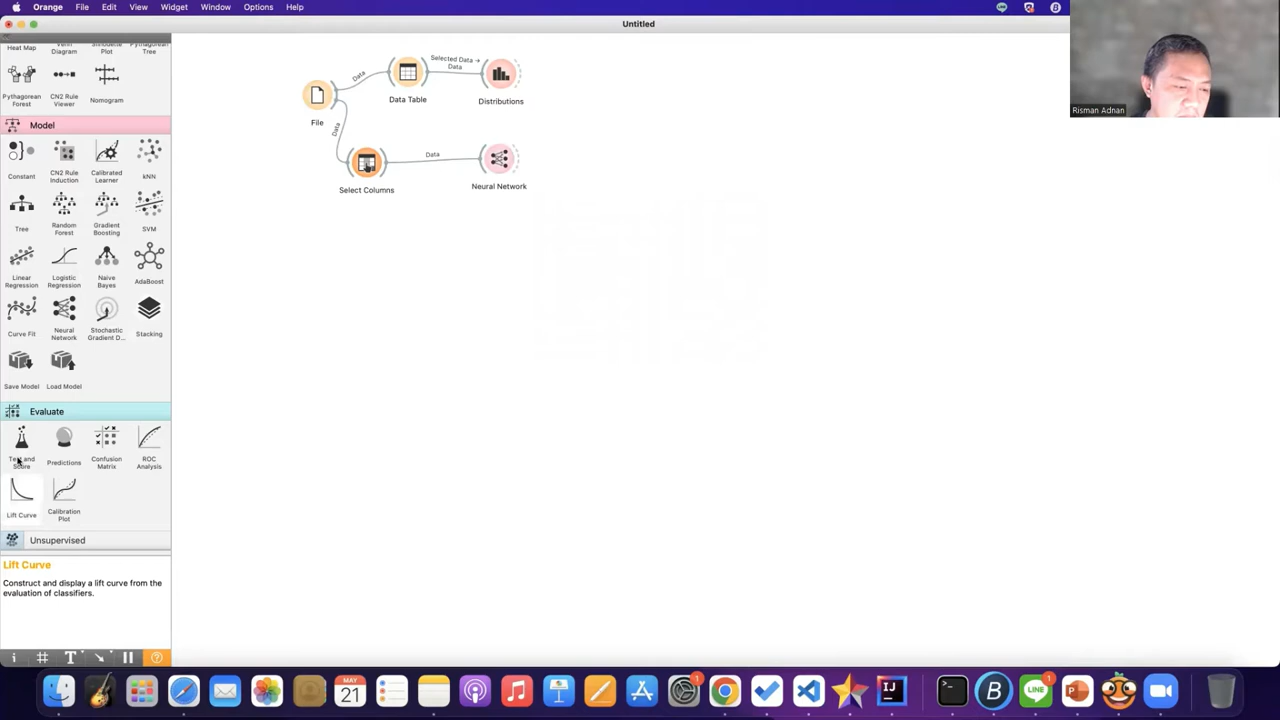 Orange File Edit View Widget Window Options Help
Untitled
Heat Map
Venn
Diagram
Silhouette
Plot
Pythagorean
Tree
Pythagorean
Forest
CN2 Rule
Viewer
Nomogram
Model
Constant
CN2 Rule
Induction
Calibrated
Learner
kNN
Tree
Random
Forest
Gradient
Boosting
SVM
Linear
Regression
Logistic
Regression
Naive
Bayes
AdaBoost
Curve Fit
Neural
Network
Stochastic
Gradient D...
Stacking
Save Model
Load Model
Evaluate
Test and
Score
Predictions
Confusion
Matrix
ROC
Analysis
Lift Curve
Calibration
Plot
Unsupervised
Lift Curve
Construct and display a lift curve from the
evaluation of classifiers.
File
Data
Data Table
Selected Data →
Data
Distributions
Data
Select Columns
Data
Neural Network
Risman Adnan
MAY
21
LINE